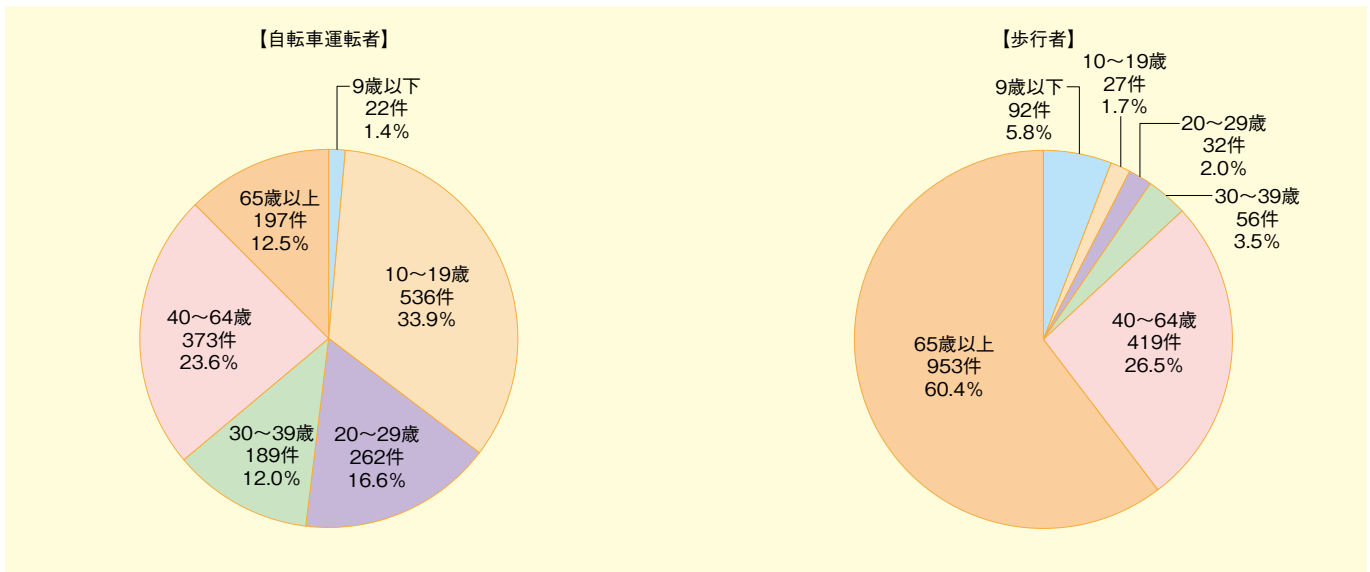 【自転車運転者】
9歳以下
22件
1.4%
10～19歳
536件
33.9%
20～29歳
262件
16.6%
30～39歳
189件
12.0%
40～64歳
373件
23.6%
65歳以上
197件
12.5%
【歩行者】
9歳以下
92件
5.8%
10～19歳
27件
1.7%
20～29歳
32件
2.0%
30～39歳
56件
3.5%
40～64歳
419件
26.5%
65歳以上
953件
60.4%